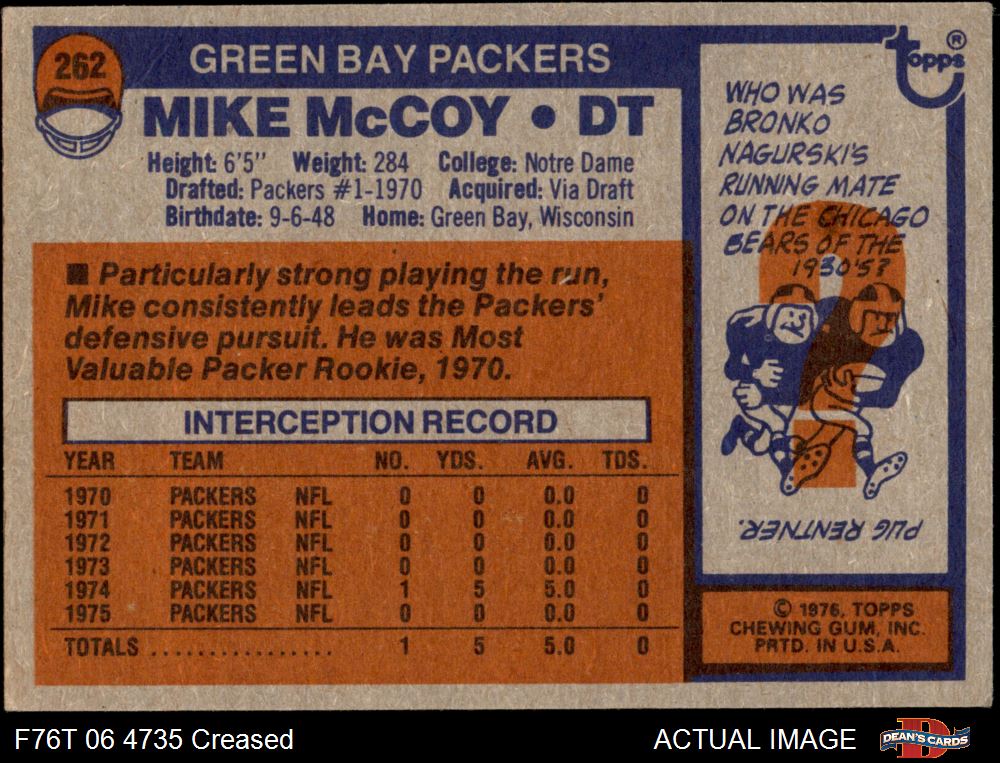 262
GREEN BAY PACKERS
MIKE McCOY • DT
Height: 6'5" Weight: 284 College: Notre Dame
Drafted: Packers #1-1970 Acquired: Via Draft
Birthdate: 9-6-48 Home: Green Bay, Wisconsin
■ Particularly strong playing the run,
Mike consistently leads the Packers'
defensive pursuit. He was Most
Valuable Packer Rookie, 1970.
INTERCEPTION RECORD
YEAR TEAM NO. YDS. AVG. TDS.
1970 PACKERS NFL 0 0 0.0 0
1971 PACKERS NFL 0 0 0.0 0
1972 PACKERS NFL 0 0 0.0 0
1973 PACKERS NFL 0 0 0.0 0
1974 PACKERS NFL 1 5 5.0 0
1975 PACKERS NFL 0 0 0.0 0
TOTALS ................. 1 5 5.0 0
topps®
WHO WAS
BRONKO
NAGURSKI'S
RUNNING MATE
ON THE CHICAGO
BEARS OF THE
1930'S?
PUG RENTNER.
© 1976, TOPPS
CHEWING GUM, INC.
PRTD. IN U.S.A.
F76T 06 4735 Creased
ACTUAL IMAGE
D
DEAN'S CARDS